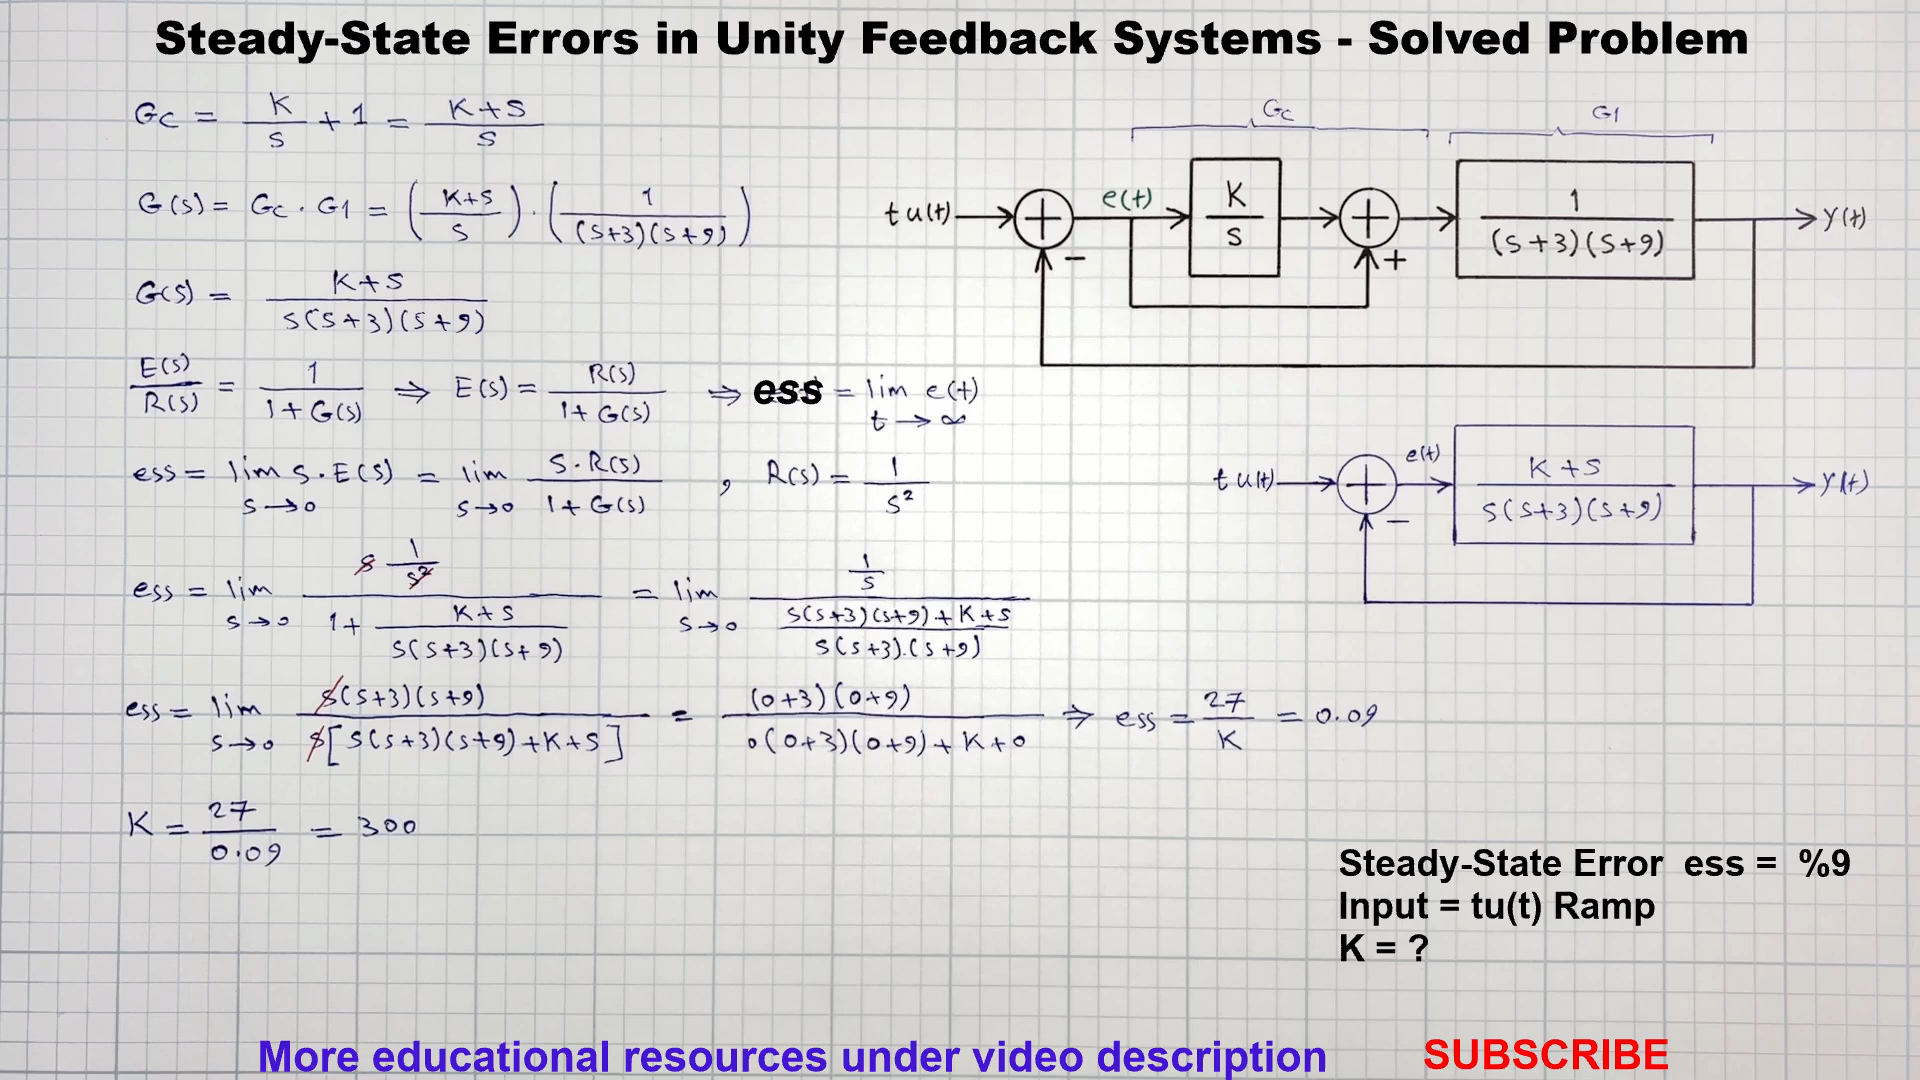 Steady-State Errors in Unity Feedback Systems - Solved Problem
Gc = K/s + 1 = (K+s)/s
G(s) = Gc · G1 = ((K+s)/s) · (1/((s+3)(s+9)))
G(s) = (K+s)/(s(s+3)(s+9))
E(s)/R(s) = 1/(1+G(s)) ⇒ E(s) = R(s)/(1+G(s)) ⇒ ess = lim t→∞ e(t)
ess = lim s→0 s.E(s) = lim s→0 s.R(s)/(1+G(s)) , R(s) = 1/s²
ess = lim s→0 (s 1/s²)/(1 + (K+s)/(s(s+3)(s+9))) = lim s→0 (1/s)/((s(s+3)(s+9)+K+s)/(s(s+3).(s+9)))
ess = lim s→0 s(s+3)(s+9)/(s[s(s+3)(s+9)+K+s]) = (0+3)(0+9)/(0(0+3)(0+9)+K+0) ⇒ ess = 27/K = 0.09
K = 27/0.09 = 300
Gc
G1
t u(t)
+
−
e(t)
K/s
+
+
1/((s+3)(s+9))
y(t)
t u(t)
+
−
e(t)
(K+s)/(s(s+3)(s+9))
y(t)
Steady-State Error ess = %9
Input = tu(t) Ramp
K = ?
More educational resources under video description
SUBSCRIBE